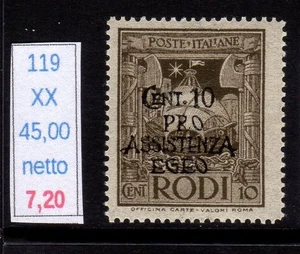 119
XX
45,00
netto
7,20
POSTE·ITALIANE
CENT. 10
PRO
ASSISTENZA
EGEO
CENT RODI 10
OFFICINA CARTE-VALORI ROMA